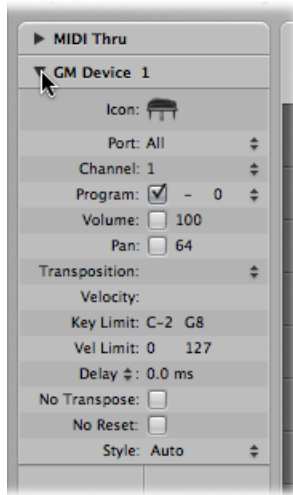 MIDI Thru
GM Device 1
Icon:
Port: All
Channel: 1
Program: - 0
Volume: 100
Pan: 64
Transposition:
Velocity:
Key Limit: C-2 G8
Vel Limit: 0 127
Delay : 0.0 ms
No Transpose:
No Reset:
Style: Auto